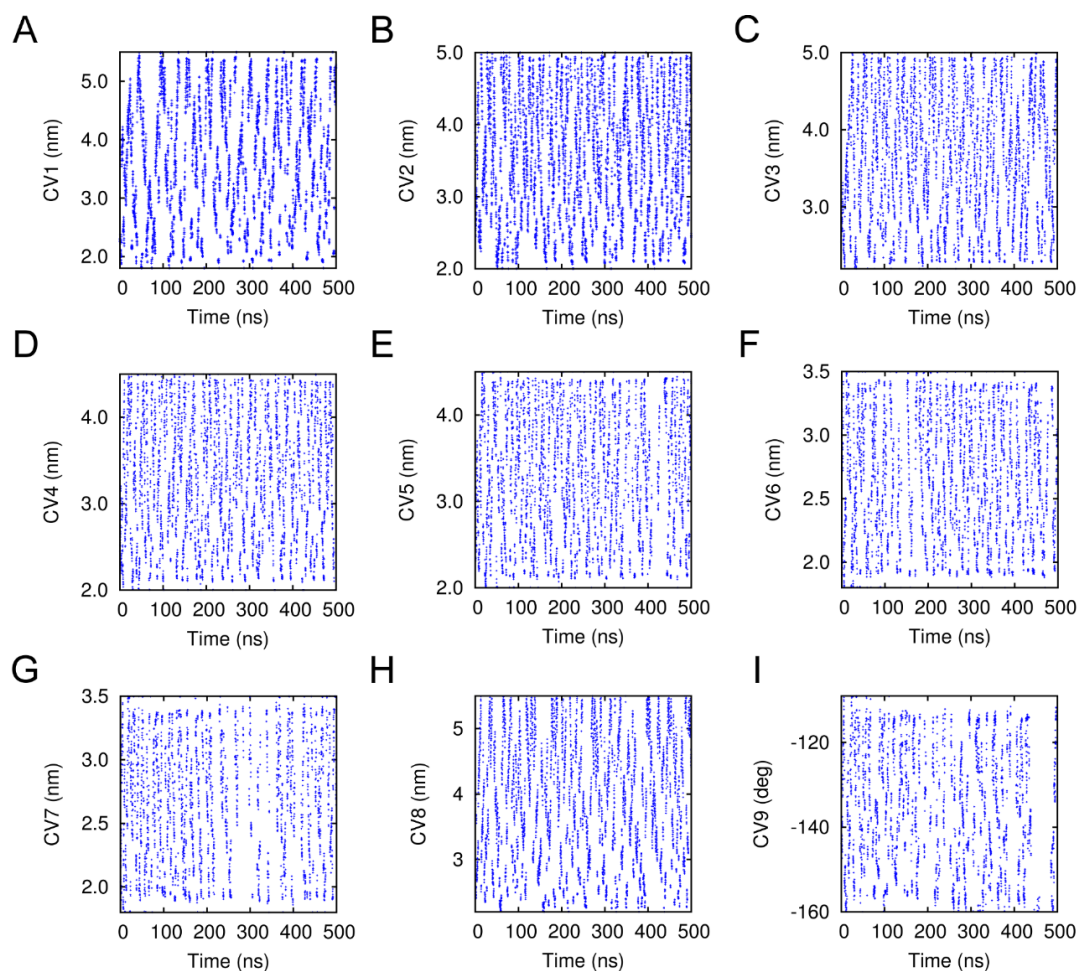 A
B
C
CV1 (nm)
5.0
4.0
3.0
2.0
0 100 200 300 400 500
Time (ns)
CV2 (nm)
5.0
4.0
3.0
2.0
0 100 200 300 400 500
Time (ns)
CV3 (nm)
5.0
4.0
3.0
0 100 200 300 400 500
Time (ns)
D
E
F
CV4 (nm)
4.0
3.0
2.0
0 100 200 300 400 500
Time (ns)
CV5 (nm)
4.0
3.0
2.0
0 100 200 300 400 500
Time (ns)
CV6 (nm)
3.5
3.0
2.5
2.0
0 100 200 300 400 500
Time (ns)
G
H
I
CV7 (nm)
3.5
3.0
2.5
2.0
0 100 200 300 400 500
Time (ns)
CV8 (nm)
5
4
3
0 100 200 300 400 500
Time (ns)
CV9 (deg)
-120
-140
-160
0 100 200 300 400 500
Time (ns)